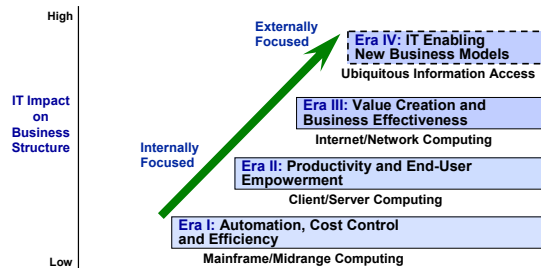 High
Externally
Focused
Era IV: IT Enabling
New Business Models
Ubiquitous Information Access
IT Impact
on
Business
Structure
Era III: Value Creation and
Business Effectiveness
Internet/Network Computing
Internally
Focused
Era II: Productivity and End-User
Empowerment
Client/Server Computing
Era I: Automation, Cost Control
and Efficiency
Mainframe/Midrange Computing
Low